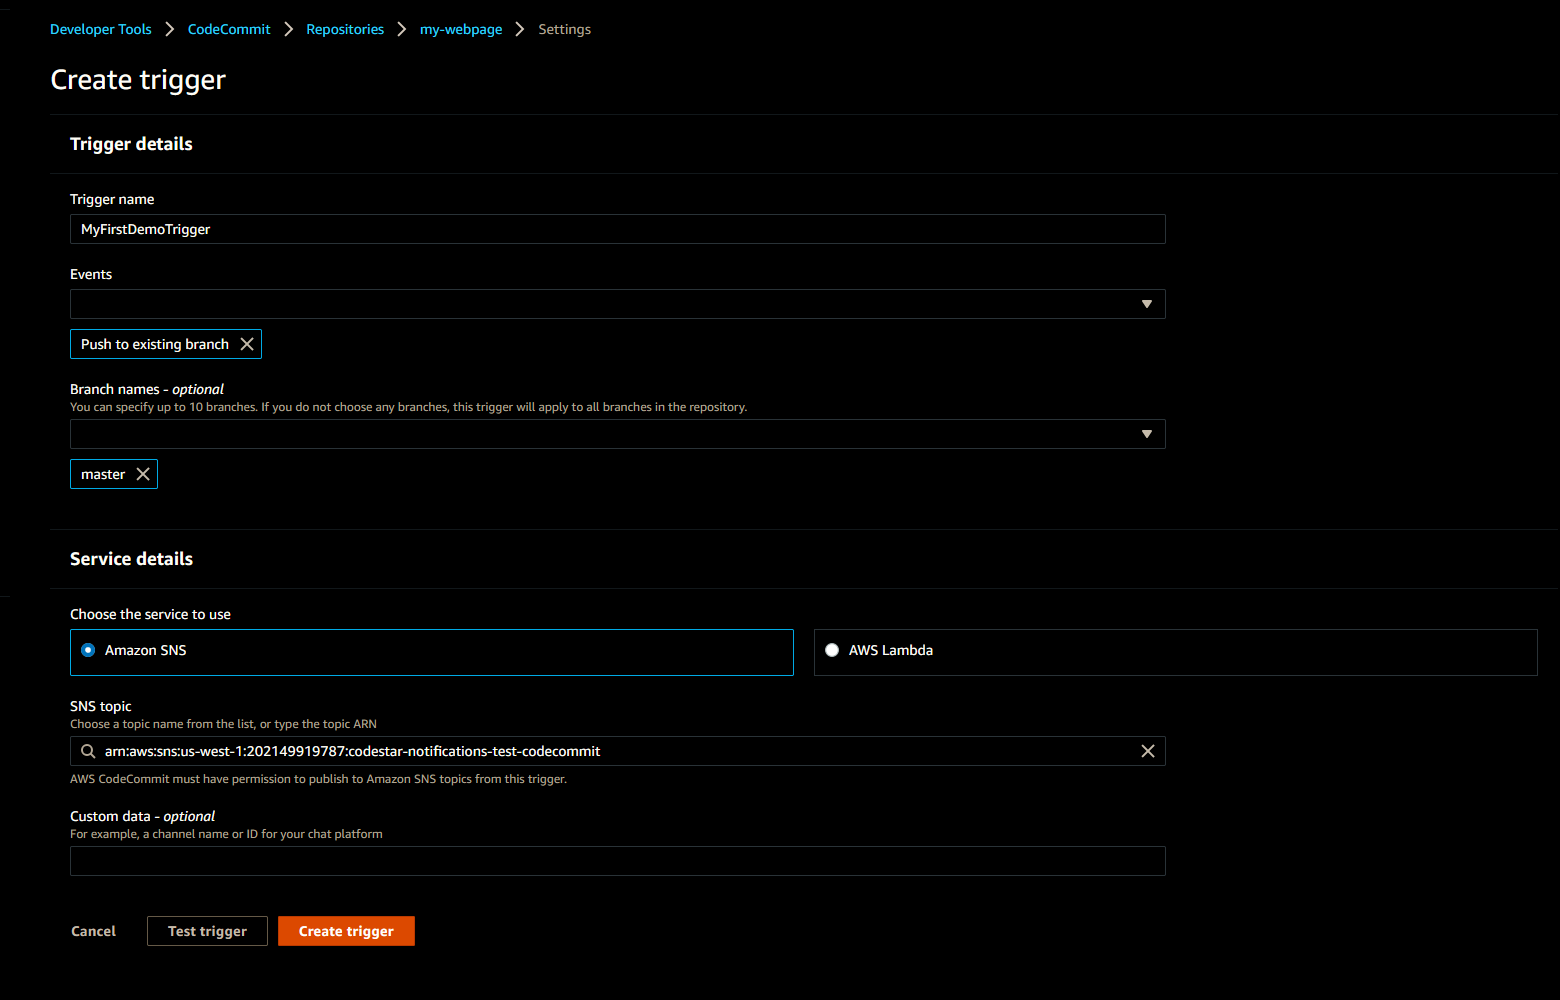 Developer Tools > CodeCommit > Repositories > my-webpage > Settings
Create trigger
Trigger details
Trigger name
MyFirstDemoTrigger
Events
Push to existing branch
Branch names - optional
You can specify up to 10 branches. If you do not choose any branches, this trigger will apply to all branches in the repository.
master
Service details
Choose the service to use
Amazon SNS AWS Lambda
SNS topic
Choose a topic name from the list, or type the topic ARN
arn:aws:sns:us-west-1:202149919787:codestar-notifications-test-codecommit
AWS CodeCommit must have permission to publish to Amazon SNS topics from this trigger.
Custom data - optional
For example, a channel name or ID for your chat platform
Cancel Test trigger Create trigger